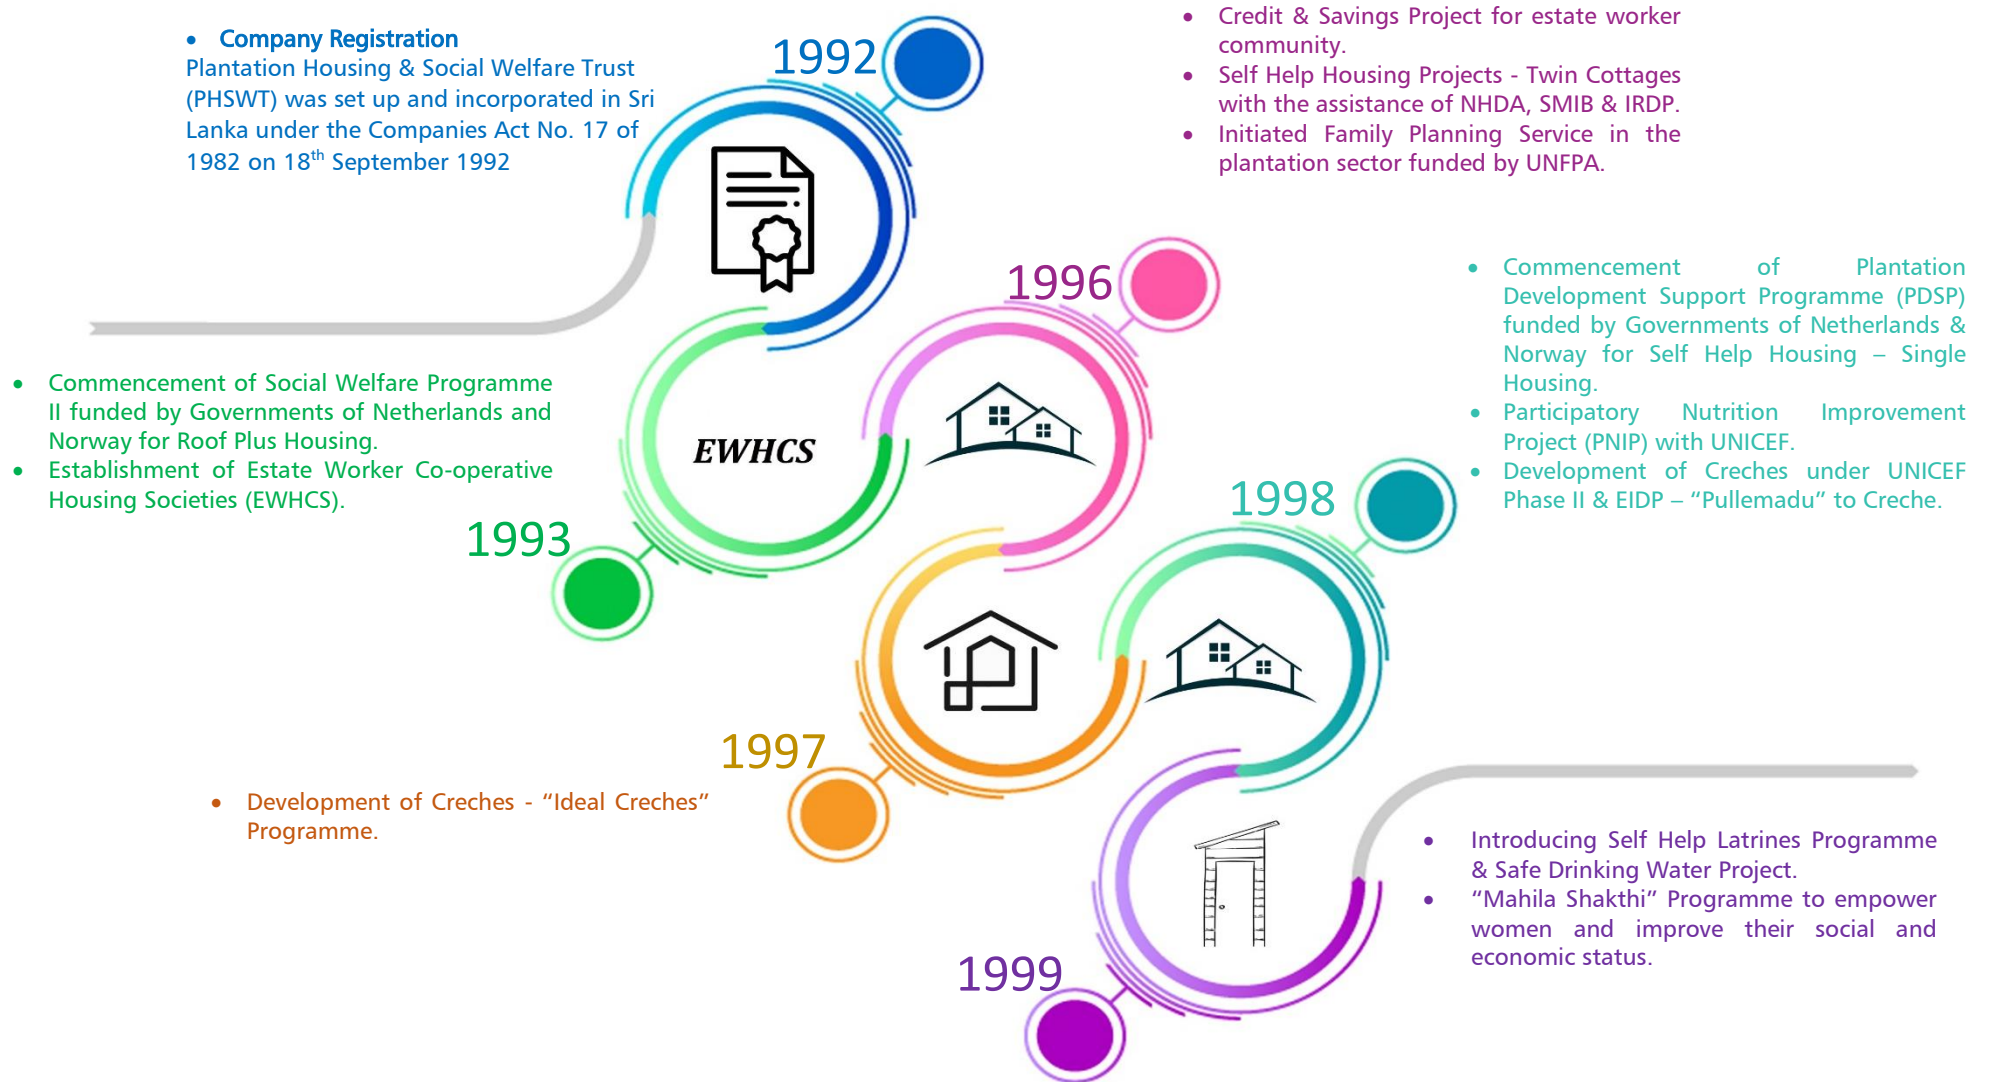 1992
• Company Registration
Plantation Housing & Social Welfare Trust
(PHSWT) was set up and incorporated in Sri
Lanka under the Companies Act No. 17 of
1982 on 18th September 1992
• Credit & Savings Project for estate worker
community.
• Self Help Housing Projects - Twin Cottages
with the assistance of NHDA, SMIB & IRDP.
• Initiated Family Planning Service in the
plantation sector funded by UNFPA.
1996
• Commencement of Plantation
Development Support Programme (PDSP)
funded by Governments of Netherlands &
Norway for Self Help Housing – Single
Housing.
• Participatory Nutrition Improvement
Project (PNIP) with UNICEF.
• Development of Creches under UNICEF
Phase II & EIDP – “Pullemadu” to Creche.
• Commencement of Social Welfare Programme
II funded by Governments of Netherlands and
Norway for Roof Plus Housing.
• Establishment of Estate Worker Co-operative
Housing Societies (EWHCS).
EWHCS
1993
1998
1997
• Development of Creches - “Ideal Creches”
Programme.
• Introducing Self Help Latrines Programme
& Safe Drinking Water Project.
• “Mahila Shakthi” Programme to empower
women and improve their social and
economic status.
1999